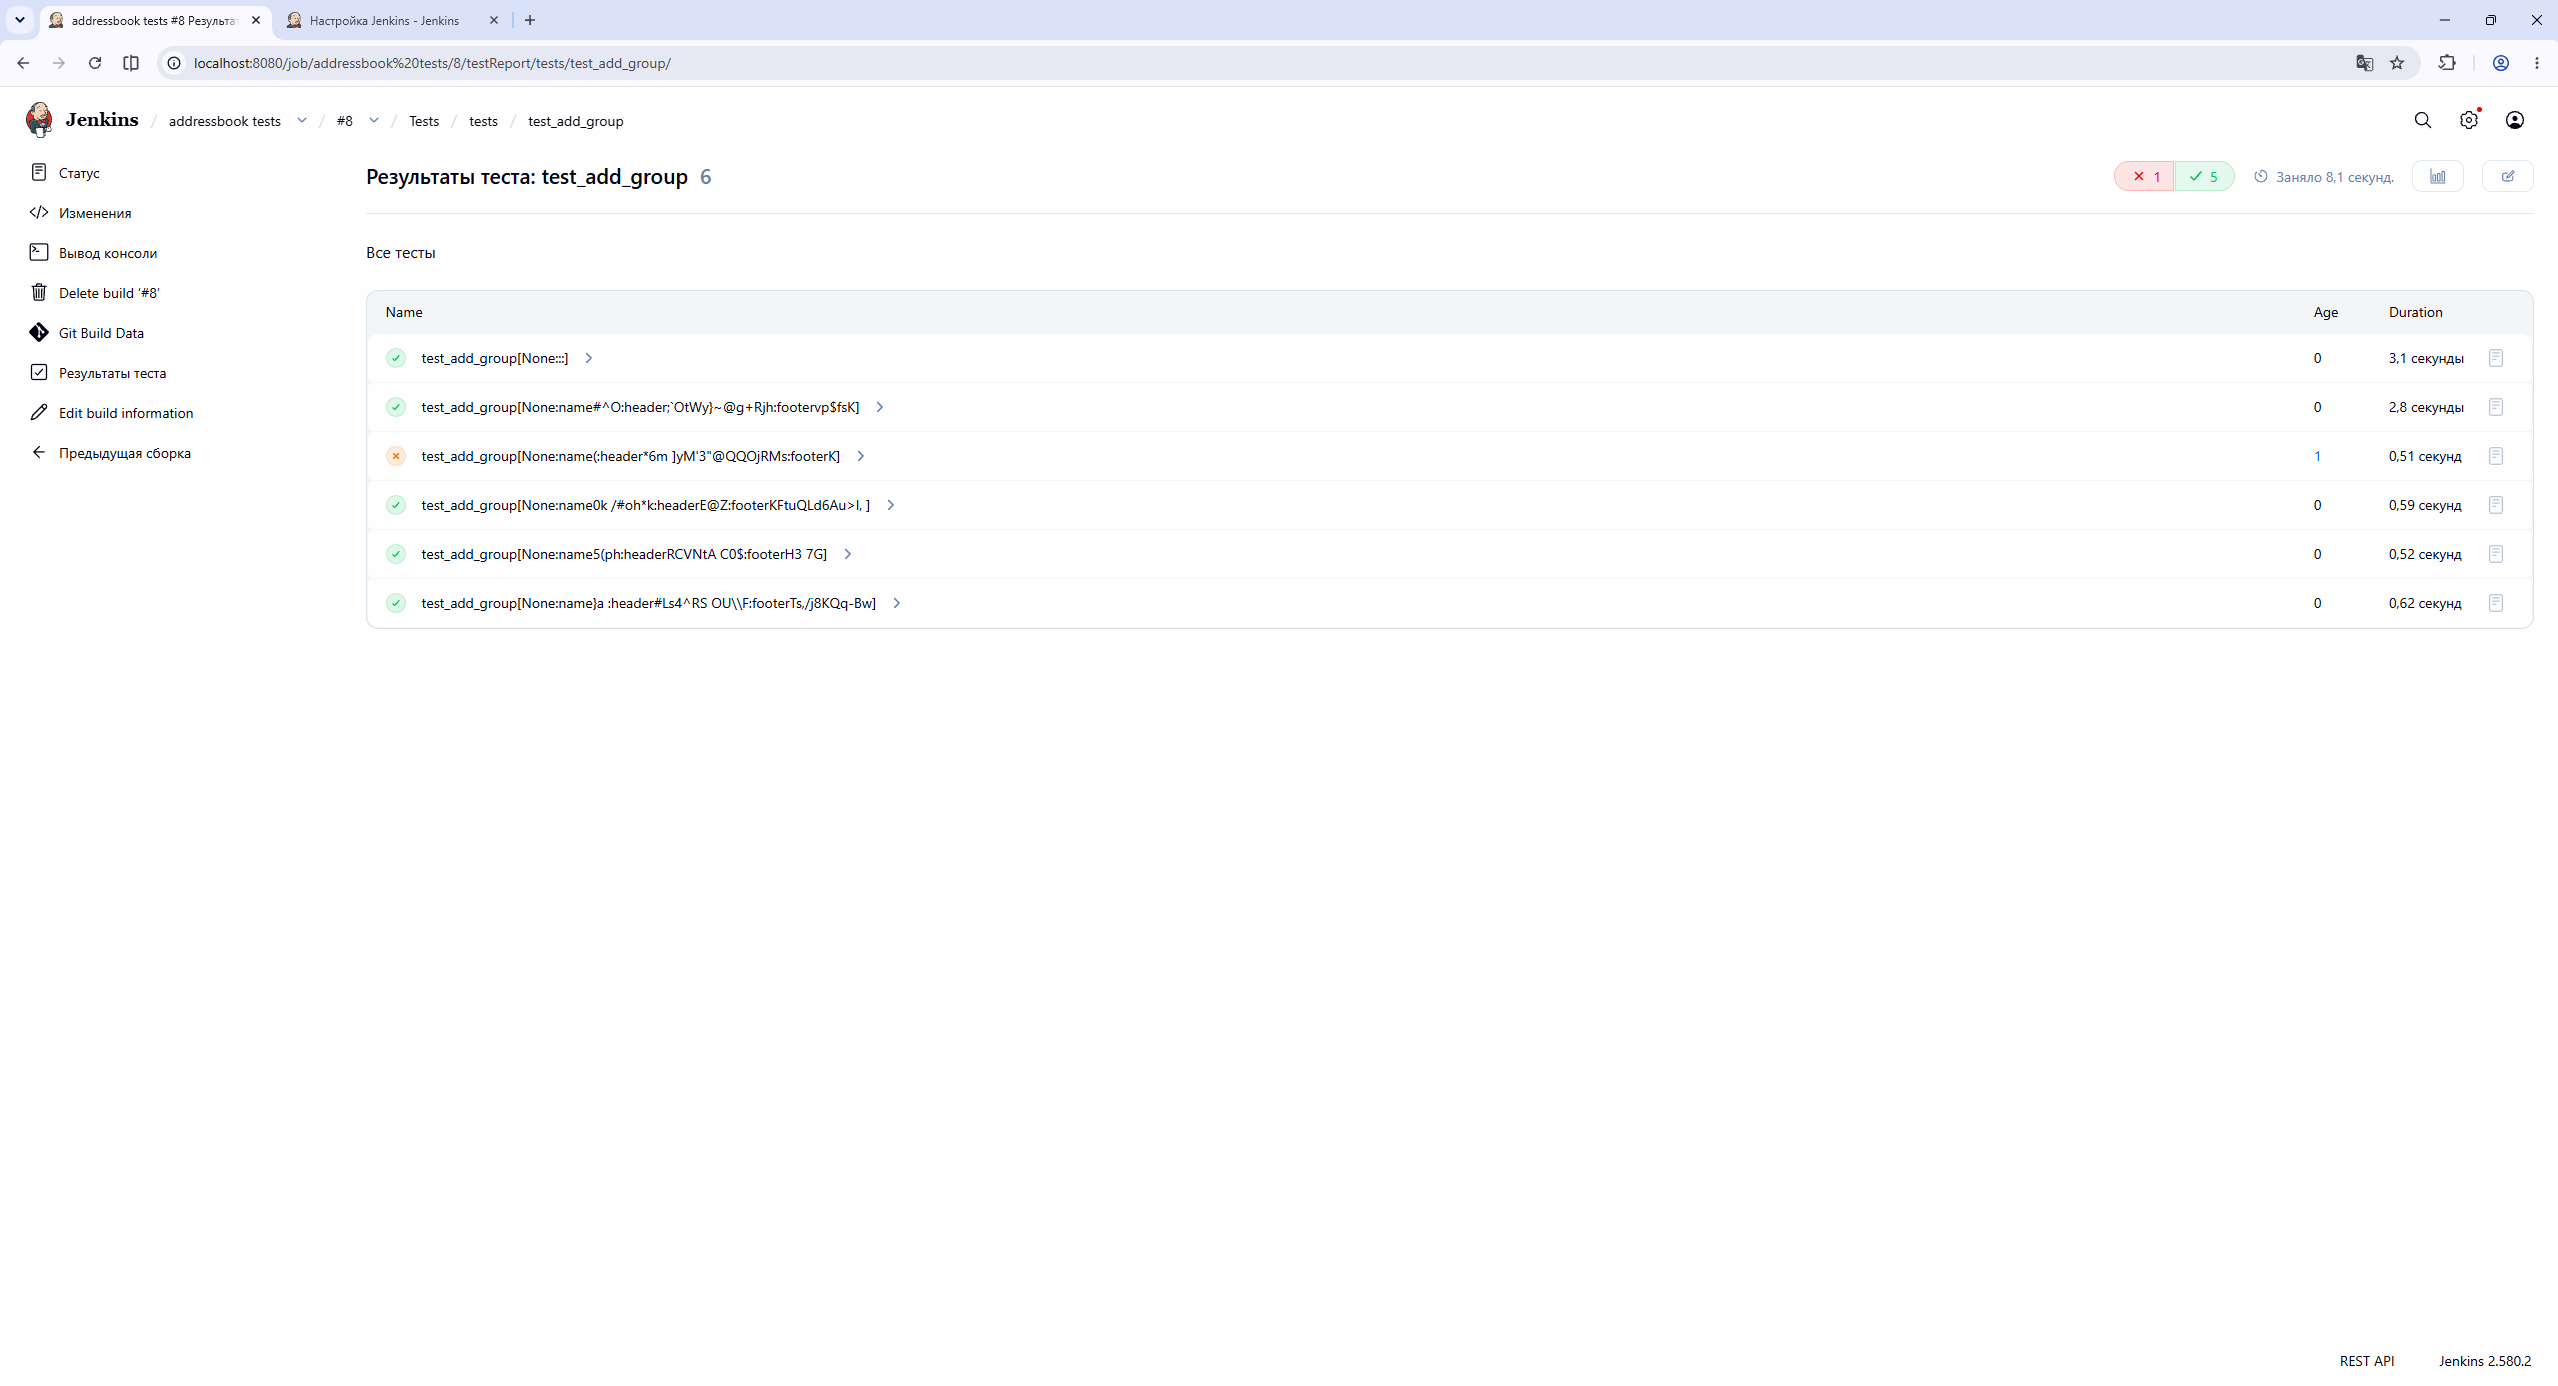 addressbook tests #8 Результа
Настройка Jenkins - Jenkins
localhost:8080/job/addressbook%20tests/8/testReport/tests/test_add_group/
Jenkins / addressbook tests / #8 / Tests / tests / test_add_group
Статус
Изменения
Вывод консоли
Delete build ‘#8’
Git Build Data
Результаты теста
Edit build information
Предыдущая сборка
Результаты теста: test_add_group 6
1 5 Заняло 8,1 секунд.
Все тесты
Name Age Duration
test_add_group[None:::] 0 3,1 секунды
test_add_group[None:name#^O:header;`OtWy}~@g+Rjh:footervp$fsK] 0 2,8 секунды
test_add_group[None:name(:header*6m ]yM'3"@QQOjRMs:footerK] 1 0,51 секунд
test_add_group[None:name0k /#oh*k:headerE@Z:footerKFtuQLd6Au>l, ] 0 0,59 секунд
test_add_group[None:name5(ph:headerRCVNtA C0$:footerH3 7G] 0 0,52 секунд
test_add_group[None:name}a :header#Ls4^RS OU\\F:footerTs,/j8KQq-Bw] 0 0,62 секунд
REST API Jenkins 2.580.2